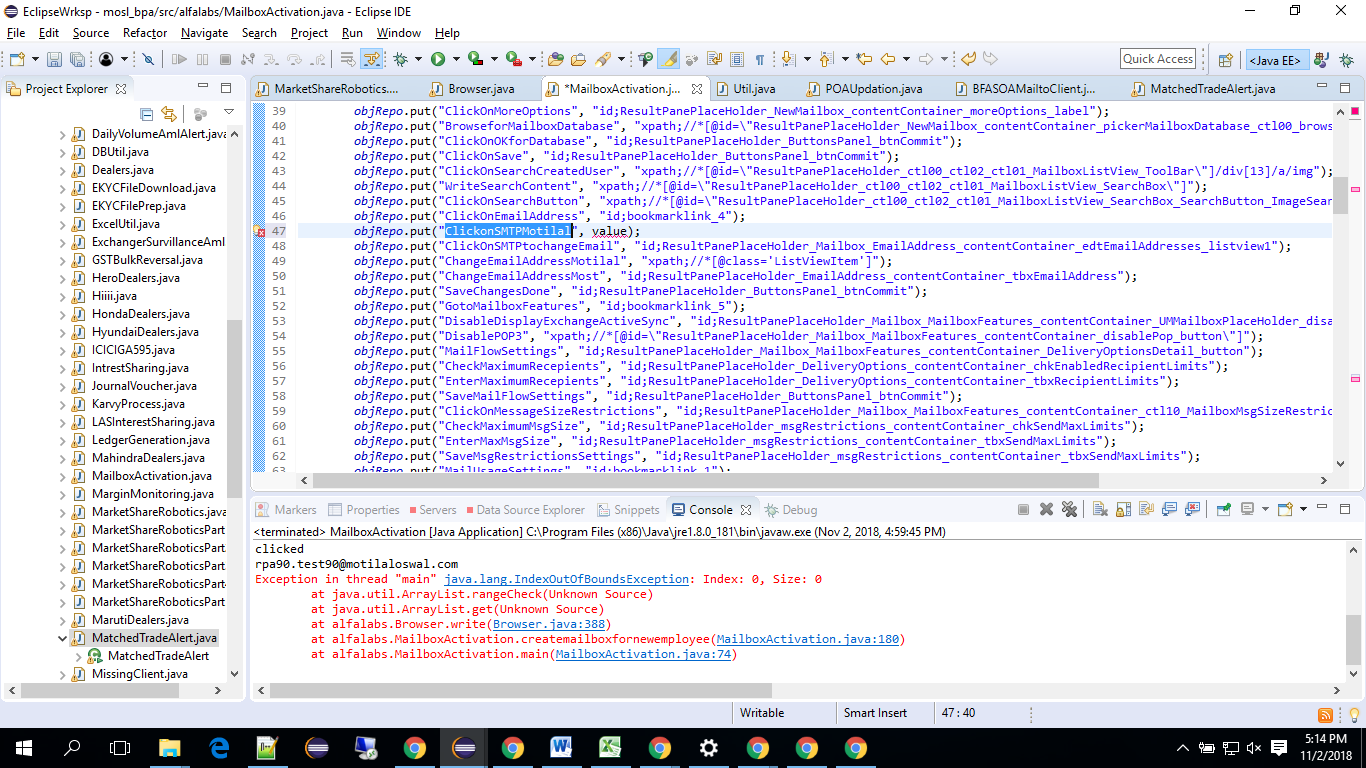 EclipseWrksp - mosl_bpa/src/alfalabs/MailboxActivation.java - Eclipse IDE
File Edit Source Refactor Navigate Search Project Run Window Help
Quick Access
<Java EE>
Project Explorer
MarketShareRobotics....
Browser.java
*MailboxActivation.j...
Util.java
POAUpdation.java
BFASOAMailtoClient.j...
MatchedTradeAlert.java
DailyVolumeAmlAlert.java
DBUtil.java
Dealers.java
EKYCFileDownload.java
EKYCFilePrep.java
ExcelUtil.java
ExchangerSurvillanceAml
GSTBulkReversal.java
HeroDealers.java
Hiiii.java
HondaDealers.java
HyundaiDealers.java
ICICIGA595.java
IntrestSharing.java
JournalVoucher.java
KarvyProcess.java
LASInterestSharing.java
LedgerGeneration.java
MahindraDealers.java
MailboxActivation.java
MarginMonitoring.java
MarketShareRobotics.java
MarketShareRoboticsPart
MarketShareRoboticsPart
MarketShareRoboticsPart
MarketShareRoboticsPart
MarketShareRoboticsPart
MarutiDealers.java
MatchedTradeAlert.java
MatchedTradeAlert
MissingClient.java
39 objRepo.put("ClickOnMoreOptions", "id;ResultPanePlaceHolder_NewMailbox_contentContainer_moreOptions_label");
40 objRepo.put("BrowseforMailboxDatabase", "xpath;//*[@id=\"ResultPanePlaceHolder_NewMailbox_contentContainer_pickerMailboxDatabase_ctl00_brows
41 objRepo.put("ClickOnOKforDatabase", "id;ResultPanePlaceHolder_ButtonsPanel_btnCommit");
42 objRepo.put("ClickOnSave", "id;ResultPanePlaceHolder_ButtonsPanel_btnCommit");
43 objRepo.put("ClickOnSearchCreatedUser", "xpath;//*[@id=\"ResultPanePlaceHolder_ctl00_ctl02_ctl01_MailboxListView_ToolBar\"]/div[13]/a/img");
44 objRepo.put("WriteSearchContent", "xpath;//*[@id=\"ResultPanePlaceHolder_ctl00_ctl02_ctl01_MailboxListView_SearchBox\"]");
45 objRepo.put("ClickOnSearchButton", "xpath;//*[@id=\"ResultPanePlaceHolder_ctl00_ctl02_ctl01_MailboxListView_SearchBox_SearchButton_ImageSear
46 objRepo.put("ClickOnEmailAddress", "id;bookmarklink_4");
47 objRepo.put("ClickonSMTPMotilal", value);
48 objRepo.put("ClickOnSMTPtochangeEmail", "id;ResultPanePlaceHolder_Mailbox_EmailAddress_contentContainer_edtEmailAddresses_listview1");
49 objRepo.put("ChangeEmailAddressMotilal", "xpath;//*[@class='ListViewItem']");
50 objRepo.put("ChangeEmailAddressMost", "id;ResultPanePlaceHolder_EmailAddress_contentContainer_tbxEmailAddress");
51 objRepo.put("SaveChangesDone", "id;ResultPanePlaceHolder_ButtonsPanel_btnCommit");
52 objRepo.put("GotoMailboxFeatures", "id;bookmarklink_5");
53 objRepo.put("DisableDisplayExchangeActiveSync", "id;ResultPanePlaceHolder_Mailbox_MailboxFeatures_contentContainer_UMMailboxPlaceHolder_disa
54 objRepo.put("DisablePOP3", "xpath;//*[@id=\"ResultPanePlaceHolder_Mailbox_MailboxFeatures_contentContainer_disablePop_button\"]");
55 objRepo.put("MailFlowSettings", "id;ResultPanePlaceHolder_Mailbox_MailboxFeatures_contentContainer_DeliveryOptionsDetail_button");
56 objRepo.put("CheckMaximumRecepients", "id;ResultPanePlaceHolder_DeliveryOptions_contentContainer_chkEnabledRecipientLimits");
57 objRepo.put("EnterMaximumRecepients", "id;ResultPanePlaceHolder_DeliveryOptions_contentContainer_tbxRecipientLimits");
58 objRepo.put("SaveMailFlowSettings", "id;ResultPanePlaceHolder_ButtonsPanel_btnCommit");
59 objRepo.put("ClickOnMessageSizeRestrictions", "id;ResultPanePlaceHolder_Mailbox_MailboxFeatures_contentContainer_ctl10_MailboxMsgSizeRestric
60 objRepo.put("CheckMaximumMsgSize", "id;ResultPanePlaceHolder_msgRestrictions_contentContainer_chkSendMaxLimits");
61 objRepo.put("EnterMaxMsgSize", "id;ResultPanePlaceHolder_msgRestrictions_contentContainer_tbxSendMaxLimits");
62 objRepo.put("SaveMsgRestrictionsSettings", "id;ResultPanePlaceHolder_msgRestrictions_contentContainer_tbxSendMaxLimits");
63 objRepo.put("MailUsageSettings", "id:bookmarklink_1");
Markers Properties Servers Data Source Explorer Snippets Console Debug
<terminated> MailboxActivation [Java Application] C:\Program Files (x86)\Java\jre1.8.0_181\bin\javaw.exe (Nov 2, 2018, 4:59:45 PM)
clicked
rpa90.test90@motilaloswal.com
Exception in thread "main" java.lang.IndexOutOfBoundsException: Index: 0, Size: 0
at java.util.ArrayList.rangeCheck(Unknown Source)
at java.util.ArrayList.get(Unknown Source)
at alfalabs.Browser.write(Browser.java:388)
at alfalabs.MailboxActivation.createmailboxfornewemployee(MailboxActivation.java:180)
at alfalabs.MailboxActivation.main(MailboxActivation.java:74)
Writable Smart Insert 47 : 40
5:14 PM
11/2/2018